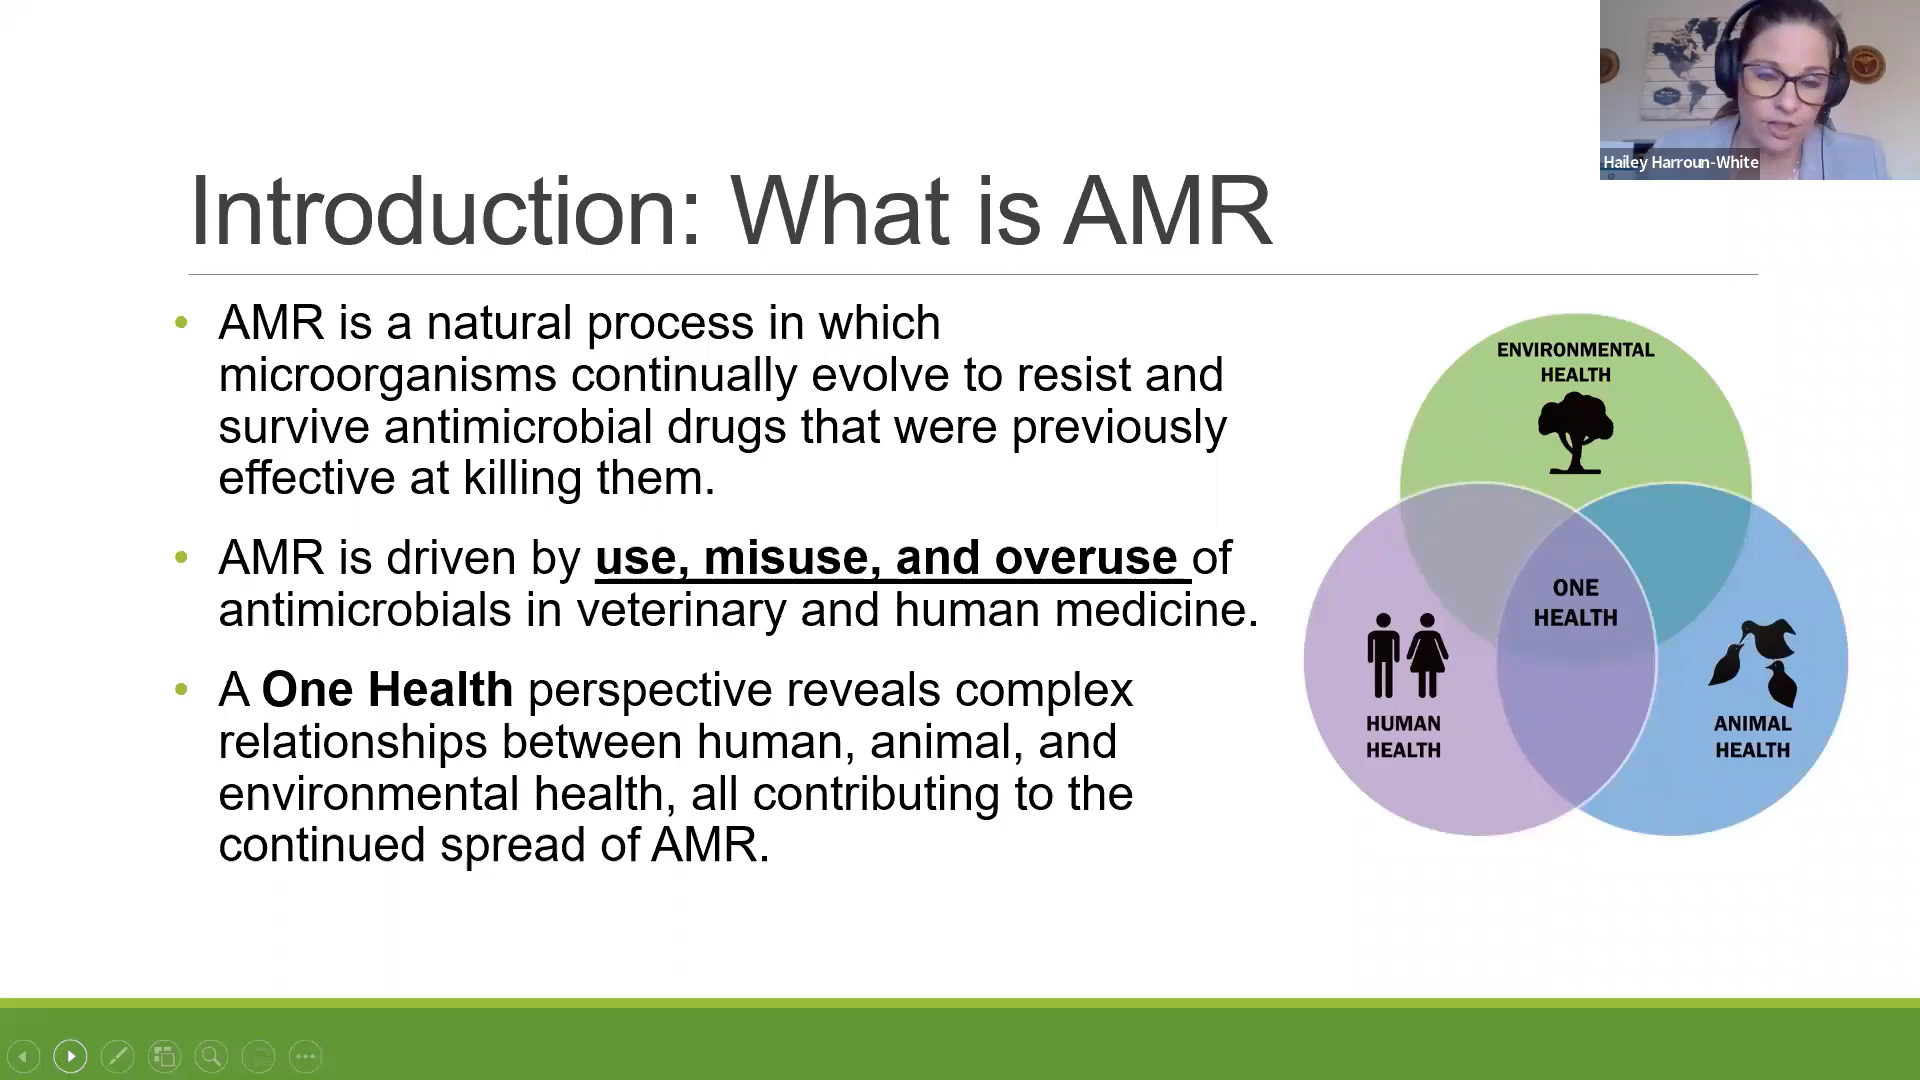 Hailey Harroun-White
Introduction: What is AMR
• AMR is a natural process in which
microorganisms continually evolve to resist and
survive antimicrobial drugs that were previously
effective at killing them.
• AMR is driven by use, misuse, and overuse of
antimicrobials in veterinary and human medicine.
• A One Health perspective reveals complex
relationships between human, animal, and
environmental health, all contributing to the
continued spread of AMR.
ENVIRONMENTAL
HEALTH
ONE
HEALTH
HUMAN
HEALTH
ANIMAL
HEALTH